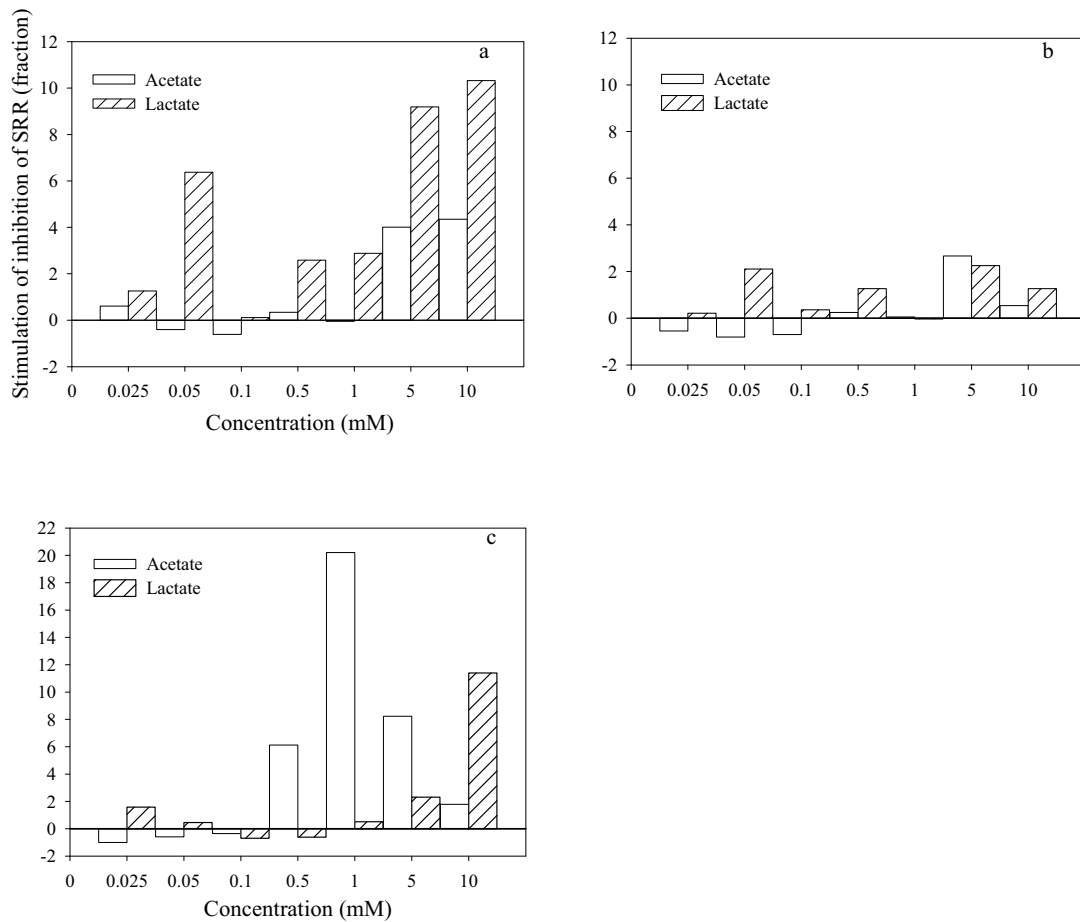 Stimulation of inhibition of SRR (fraction)
a
Acetate
Lactate
12
10
8
6
4
2
0
-2
0 0.025 0.05 0.1 0.5 1 5 10
Concentration (mM)
b
Acetate
Lactate
12
10
8
6
4
2
0
-2
0 0.025 0.05 0.1 0.5 1 5 10
c
Acetate
Lactate
22
20
18
16
14
12
10
8
6
4
2
0
-2
0 0.025 0.05 0.1 0.5 1 5 10
Concentration (mM)